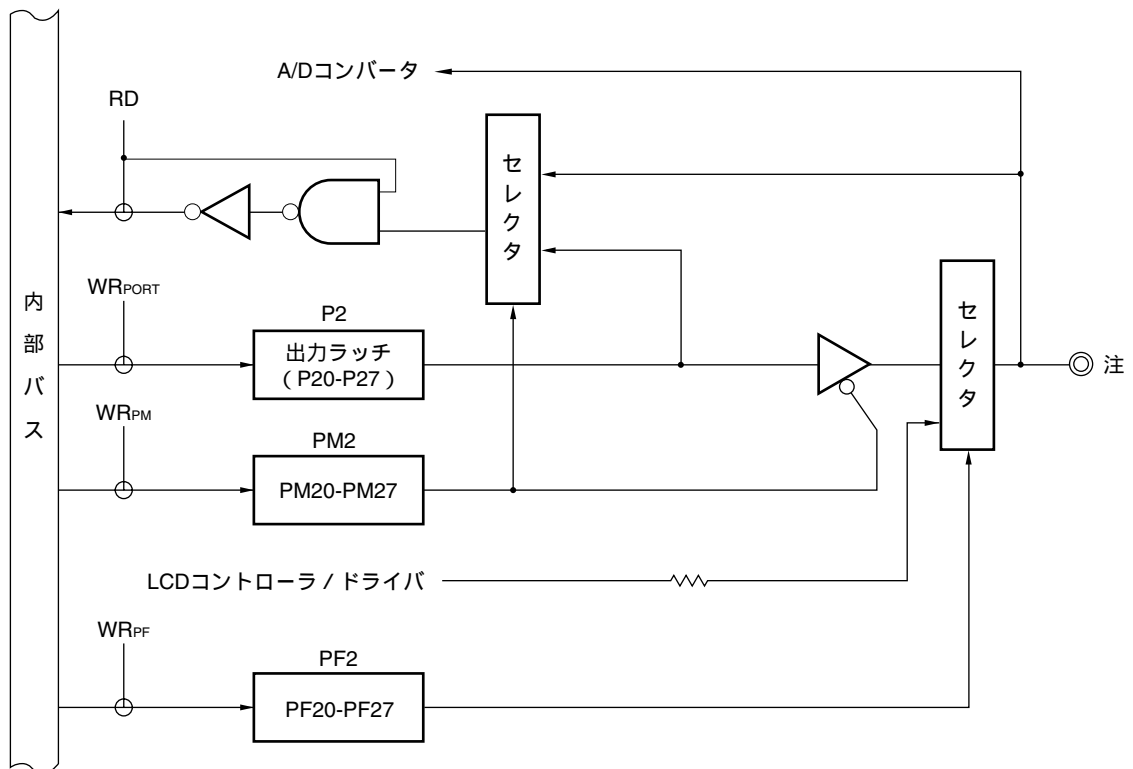 A/Dコンバータ
RD
セレクタ
WRPORT
P2
出力ラッチ
(P20-P27)
セレクタ
注
内部バス
WRPM
PM2
PM20-PM27
LCDコントローラ/ドライバ
WRPF
PF2
PF20-PF27